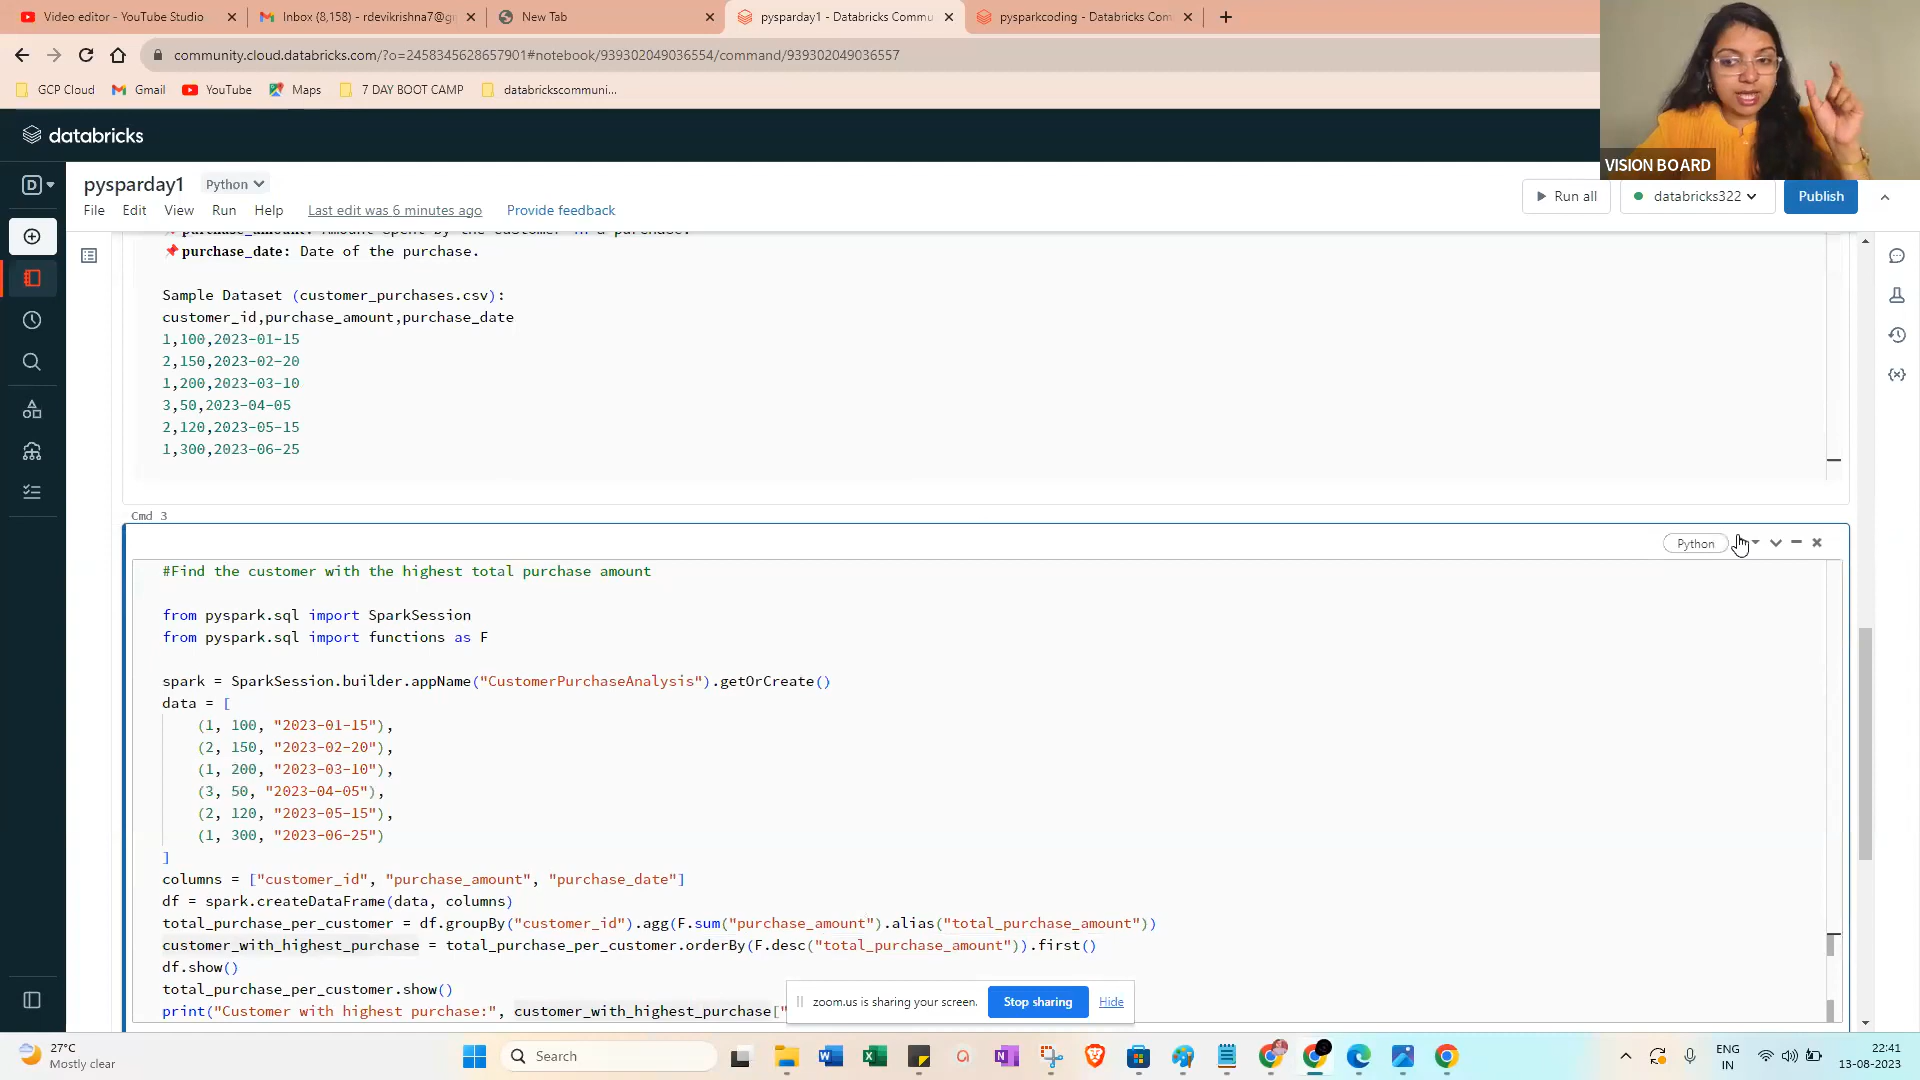 Video editor - YouTube Studio
Inbox (8,158) - rdevikrishna7@g
New Tab
pysparday1 - Databricks Commu
pysparkcoding - Databricks Com
community.cloud.databricks.com/?o=2458345628657901#notebook/939302049036554/command/939302049036557
GCP Cloud
Gmail
YouTube
Maps
7 DAY BOOT CAMP
databrickscommuni...
VISION BOARD
databricks
pysparday1
Python
File
Edit
View
Run
Help
Last edit was 6 minutes ago
Provide feedback
Run all
databricks322
Publish
purchase_amount: Amount spent by the customer in a purchase.
purchase_date: Date of the purchase.
Sample Dataset (customer_purchases.csv):
customer_id,purchase_amount,purchase_date
1,100,2023-01-15
2,150,2023-02-20
1,200,2023-03-10
3,50,2023-04-05
2,120,2023-05-15
1,300,2023-06-25
Cmd 3
Python
#Find the customer with the highest total purchase amount
from pyspark.sql import SparkSession
from pyspark.sql import functions as F
spark = SparkSession.builder.appName("CustomerPurchaseAnalysis").getOrCreate()
data = [
(1, 100, "2023-01-15"),
(2, 150, "2023-02-20"),
(1, 200, "2023-03-10"),
(3, 50, "2023-04-05"),
(2, 120, "2023-05-15"),
(1, 300, "2023-06-25")
]
columns = ["customer_id", "purchase_amount", "purchase_date"]
df = spark.createDataFrame(data, columns)
total_purchase_per_customer = df.groupBy("customer_id").agg(F.sum("purchase_amount").alias("total_purchase_amount"))
customer_with_highest_purchase = total_purchase_per_customer.orderBy(F.desc("total_purchase_amount")).first()
df.show()
total_purchase_per_customer.show()
print("Customer with highest purchase:", customer_with_highest_purchase["
zoom.us is sharing your screen.
Stop sharing
Hide
27°C
Mostly clear
Search
ENG
IN
22:41
13-08-2023